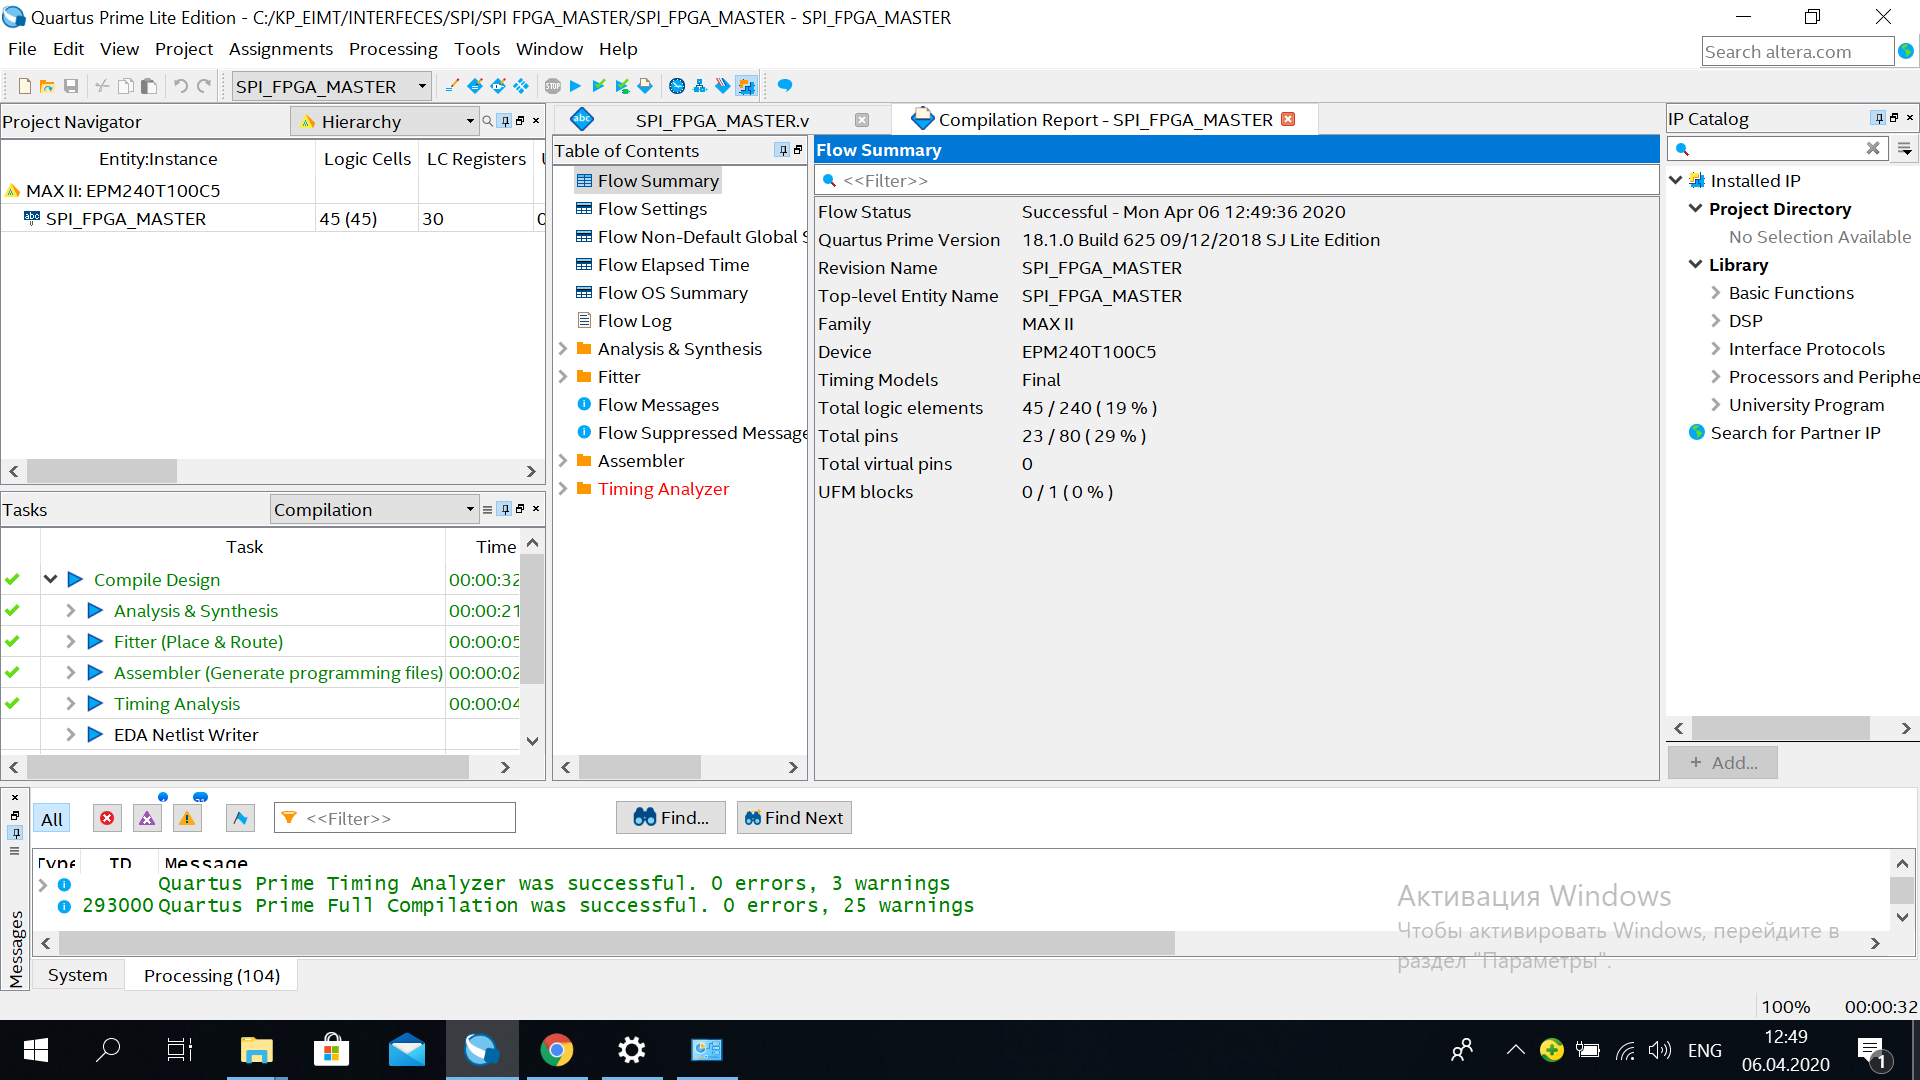 Quartus Prime Lite Edition - C:/KP_EIMT/INTERFECES/SPI/SPI FPGA_MASTER/SPI_FPGA_MASTER - SPI_FPGA_MASTER
File Edit View Project Assignments Processing Tools Window Help
Search altera.com
SPI_FPGA_MASTER
STOP
Project Navigator
Hierarchy
Entity:Instance Logic Cells LC Registers
MAX II: EPM240T100C5
abc SPI_FPGA_MASTER 45 (45) 30
Tasks
Compilation
Task Time
Compile Design 00:00:32
Analysis & Synthesis 00:00:21
Fitter (Place & Route) 00:00:05
Assembler (Generate programming files) 00:00:02
Timing Analysis 00:00:04
EDA Netlist Writer
abc SPI_FPGA_MASTER.v
Compilation Report - SPI_FPGA_MASTER
Table of Contents
Flow Summary
Flow Settings
Flow Non-Default Global S
Flow Elapsed Time
Flow OS Summary
Flow Log
Analysis & Synthesis
Fitter
Flow Messages
Flow Suppressed Message
Assembler
Timing Analyzer
Flow Summary
<<Filter>>
Flow Status Successful - Mon Apr 06 12:49:36 2020
Quartus Prime Version 18.1.0 Build 625 09/12/2018 SJ Lite Edition
Revision Name SPI_FPGA_MASTER
Top-level Entity Name SPI_FPGA_MASTER
Family MAX II
Device EPM240T100C5
Timing Models Final
Total logic elements 45 / 240 ( 19 % )
Total pins 23 / 80 ( 29 % )
Total virtual pins 0
UFM blocks 0 / 1 ( 0 % )
IP Catalog
Installed IP
Project Directory
No Selection Available
Library
Basic Functions
DSP
Interface Protocols
Processors and Periphe
University Program
Search for Partner IP
+ Add...
All
<<Filter>>
Find...
Find Next
Type ID Message
Quartus Prime Timing Analyzer was successful. 0 errors, 3 warnings
293000 Quartus Prime Full Compilation was successful. 0 errors, 25 warnings
Messages
System
Processing (104)
Активация Windows
Чтобы активировать Windows, перейдите в
раздел "Параметры".
100% 00:00:32
ENG
12:49
06.04.2020
1